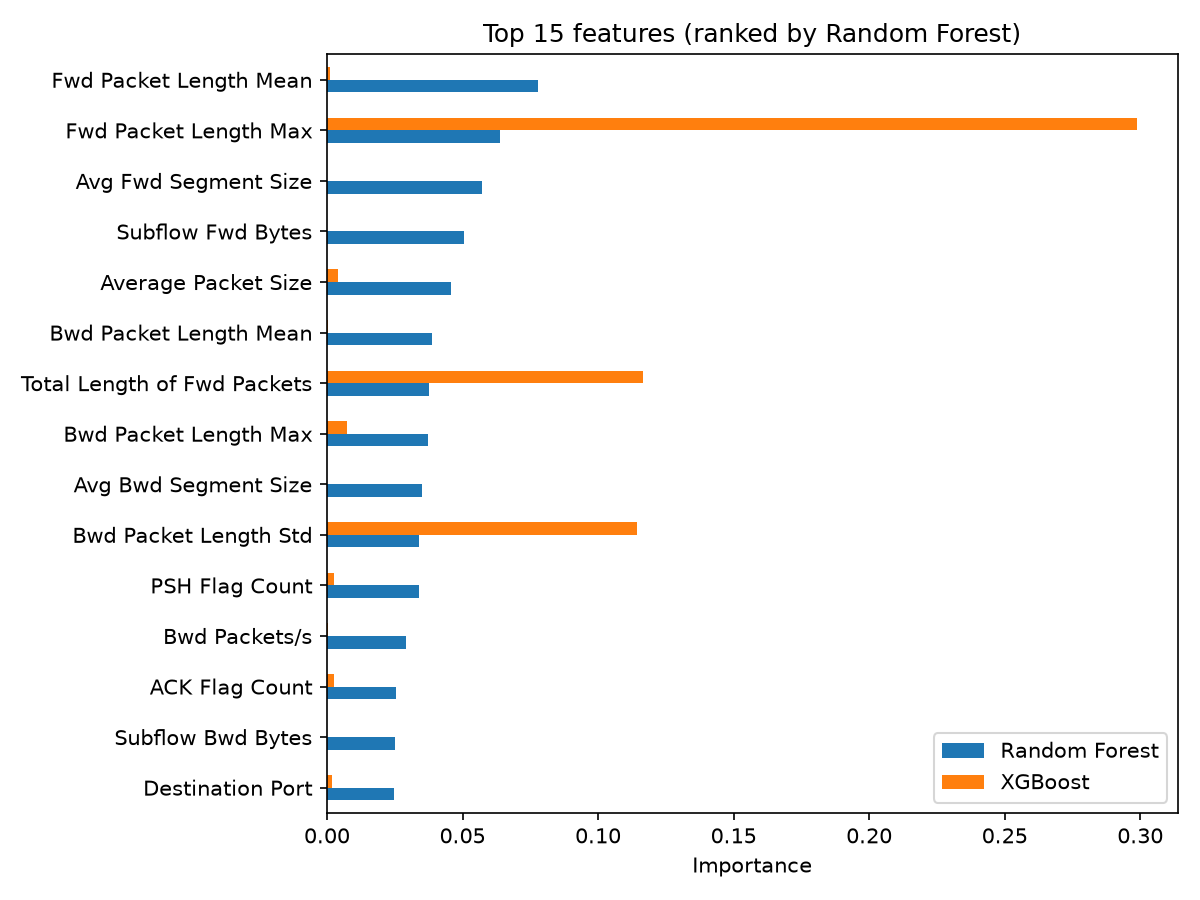 Top 15 features (ranked by Random Forest)
Fwd Packet Length Mean
Fwd Packet Length Max
Avg Fwd Segment Size
Subflow Fwd Bytes
Average Packet Size
Bwd Packet Length Mean
Total Length of Fwd Packets
Bwd Packet Length Max
Avg Bwd Segment Size
Bwd Packet Length Std
PSH Flag Count
Bwd Packets/s
ACK Flag Count
Subflow Bwd Bytes
Destination Port
Random Forest
XGBoost
0.00 0.05 0.10 0.15 0.20 0.25 0.30
Importance